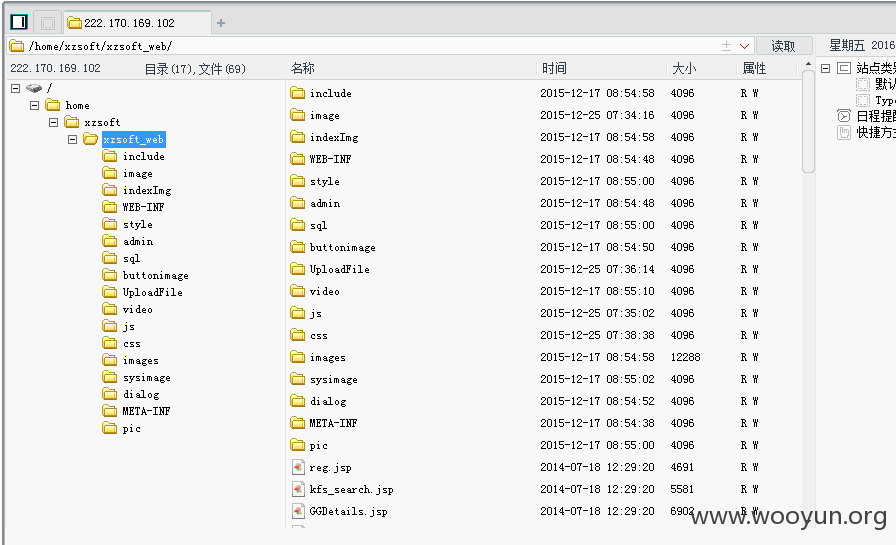 222.170.169.102
/home/xzsoft/xzsoft_web/ 读取 星期五 2016
222.170.169.102 目录(17),文件(69) 名称 时间 大小 属性
/
home
xzsoft
xzsoft_web
include
image
indexImg
WEB-INF
style
admin
sql
buttonimage
UploadFile
video
js
css
images
sysimage
dialog
META-INF
pic
include 2015-12-17 08:54:58 4096 R W
image 2015-12-25 07:34:16 4096 R W
indexImg 2015-12-17 08:54:58 4096 R W
WEB-INF 2015-12-17 08:54:48 4096 R W
style 2015-12-17 08:55:00 4096 R W
admin 2015-12-17 08:54:48 4096 R W
sql 2015-12-17 08:55:00 4096 R W
buttonimage 2015-12-17 08:54:50 4096 R W
UploadFile 2015-12-25 07:36:14 4096 R W
video 2015-12-17 08:55:10 4096 R W
js 2015-12-25 07:35:02 4096 R W
css 2015-12-25 07:38:38 4096 R W
images 2015-12-17 08:54:58 12288 R W
sysimage 2015-12-17 08:55:02 4096 R W
dialog 2015-12-17 08:54:52 4096 R W
META-INF 2015-12-17 08:54:38 4096 R W
pic 2015-12-17 08:55:00 4096 R W
reg.jsp 2014-07-18 12:29:20 4691 R W
kfs_search.jsp 2014-07-18 12:29:20 5581 R W
GGDetails.jsp 2014-07-18 12:29:20 6902 R W
站点类
默认
Type
日程提
快捷方
www.wooyun.org